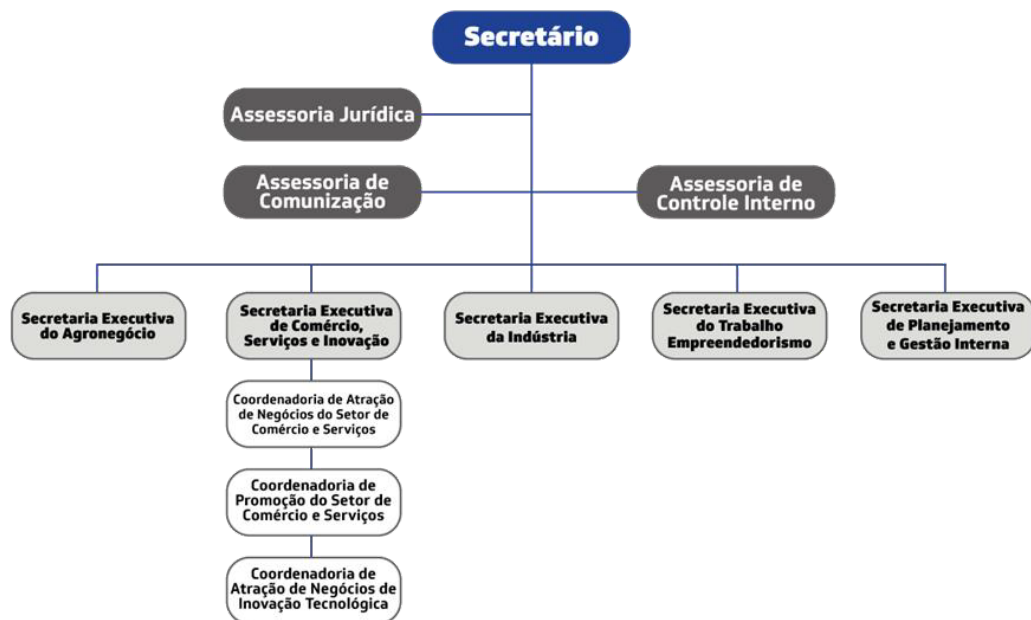 Secretário
Assessoria Jurídica
Assessoria de
Comunização
Assessoria de
Controle Interno
Secretaria Executiva
do Agronegócio
Secretaria Executiva
de Comércio,
Serviços e Inovação
Secretaria Executiva
da Indústria
Secretaria Executiva
do Trabalho
Empreendedorismo
Secretaria Executiva
de Planejamento
e Gestão Interna
Coordenadoria de Atração
de Negócios do Setor de
Comércio e Serviços
Coordenadoria de
Promoção do Setor de
Comércio e Serviços
Coordenadoria de
Atração de Negócios de
Inovação Tecnológica